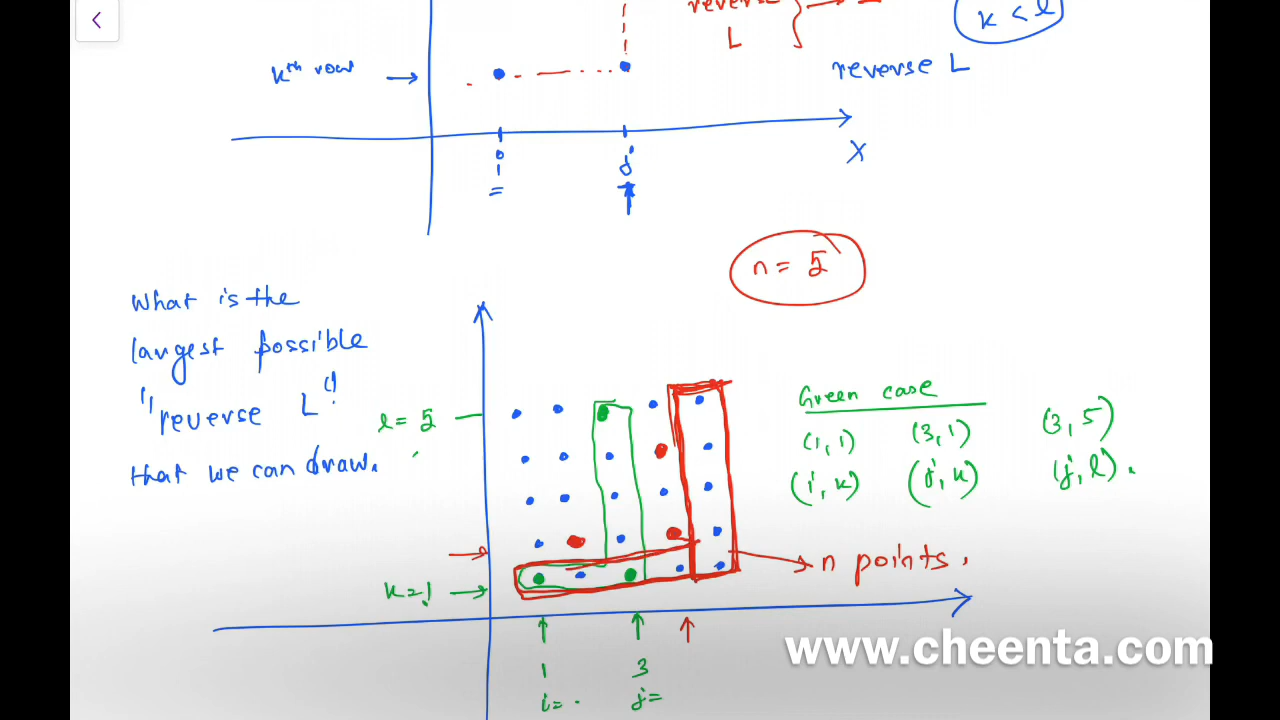 reverse
L
k < l
kth row
reverse L
i
=
j
X
n = 5
What is the
largest possible
"reverse L"
that we can draw.
l = 5
k = 1
Green case
(1, 1) (3, 1) (3, 5)
(i, k) (j, k) (j, l).
n points.
1 3
i= j=
www.cheenta.com